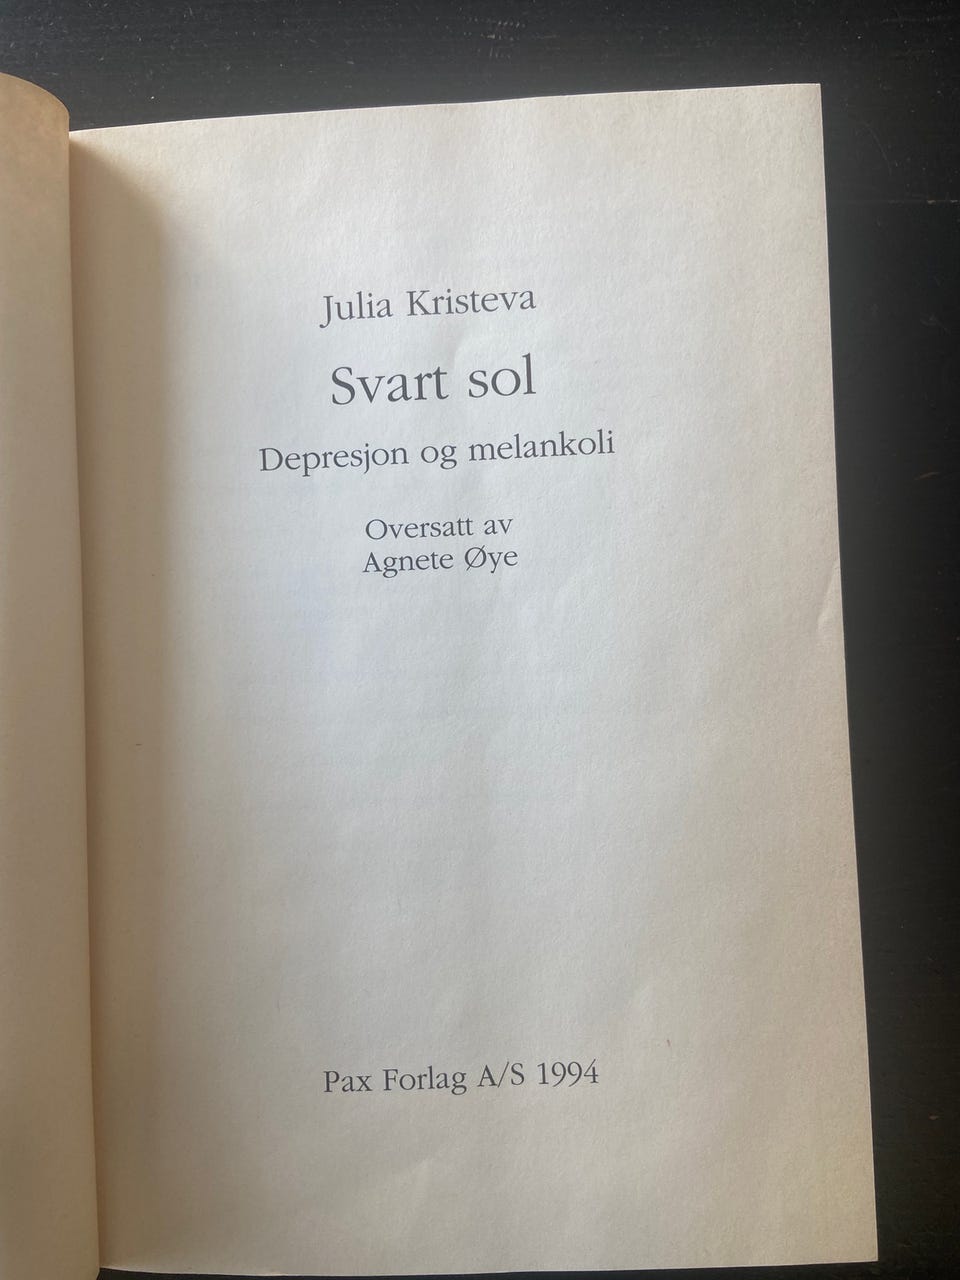 Julia Kristeva
Svart sol
Depresjon og melankoli
Oversatt av
Agnete Øye
Pax Forlag A/S 1994